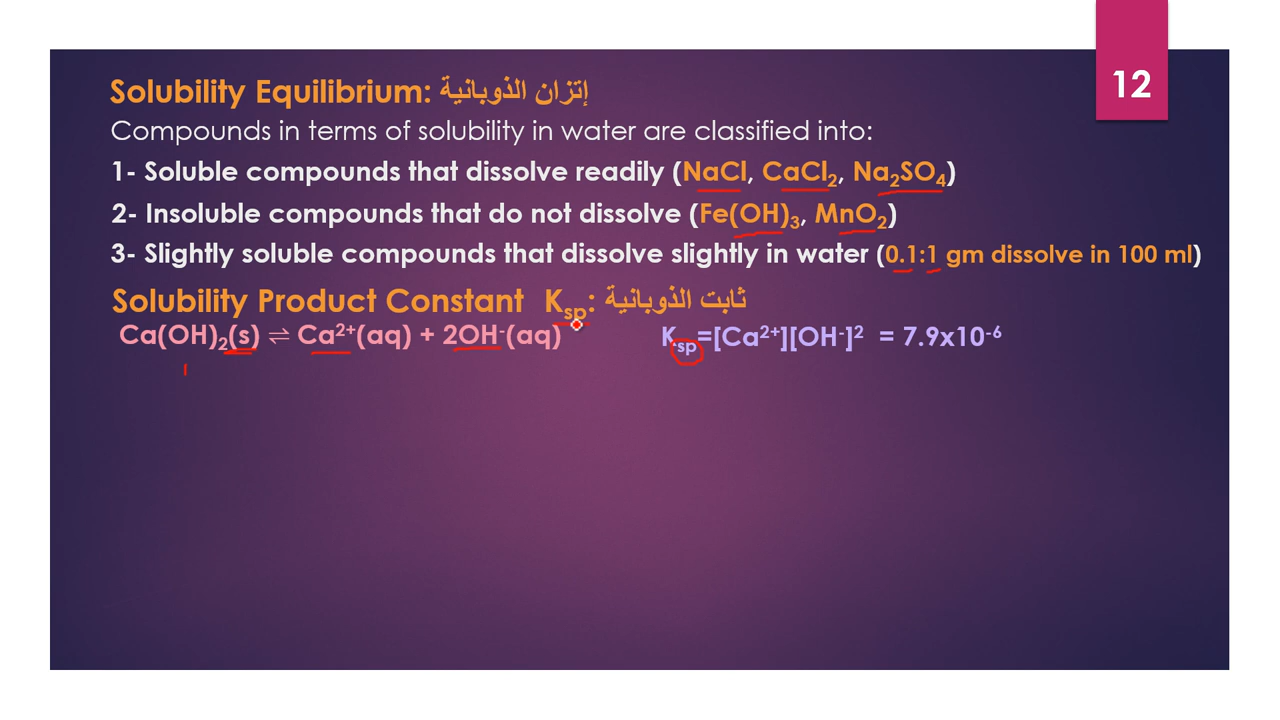 12
Solubility Equilibrium: إتزان الذوبانية
Compounds in terms of solubility in water are classified into:
1- Soluble compounds that dissolve readily (NaCl, CaCl₂, Na₂SO₄)
2- Insoluble compounds that do not dissolve (Fe(OH)₃, MnO₂)
3- Slightly soluble compounds that dissolve slightly in water (0.1:1 gm dissolve in 100 ml)
Solubility Product Constant Ksp: ثابت الذوبانية
Ca(OH)₂(s) ⇌ Ca²⁺(aq) + 2OH⁻(aq) Ksp=[Ca²⁺][OH⁻]² = 7.9x10⁻⁶